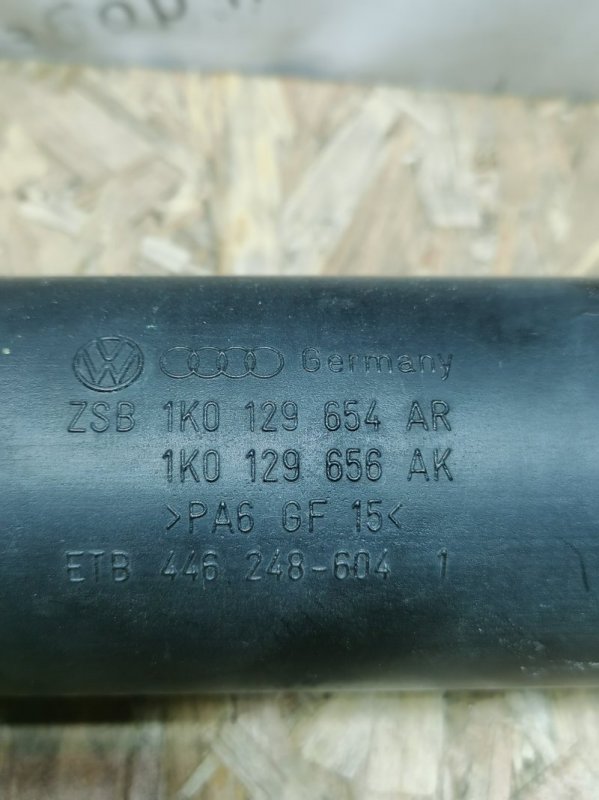 Germany
ZSB 1K0 129 654 AR
1K0 129 656 AK
>PA6 GF 15<
ETB 446 248-604 1